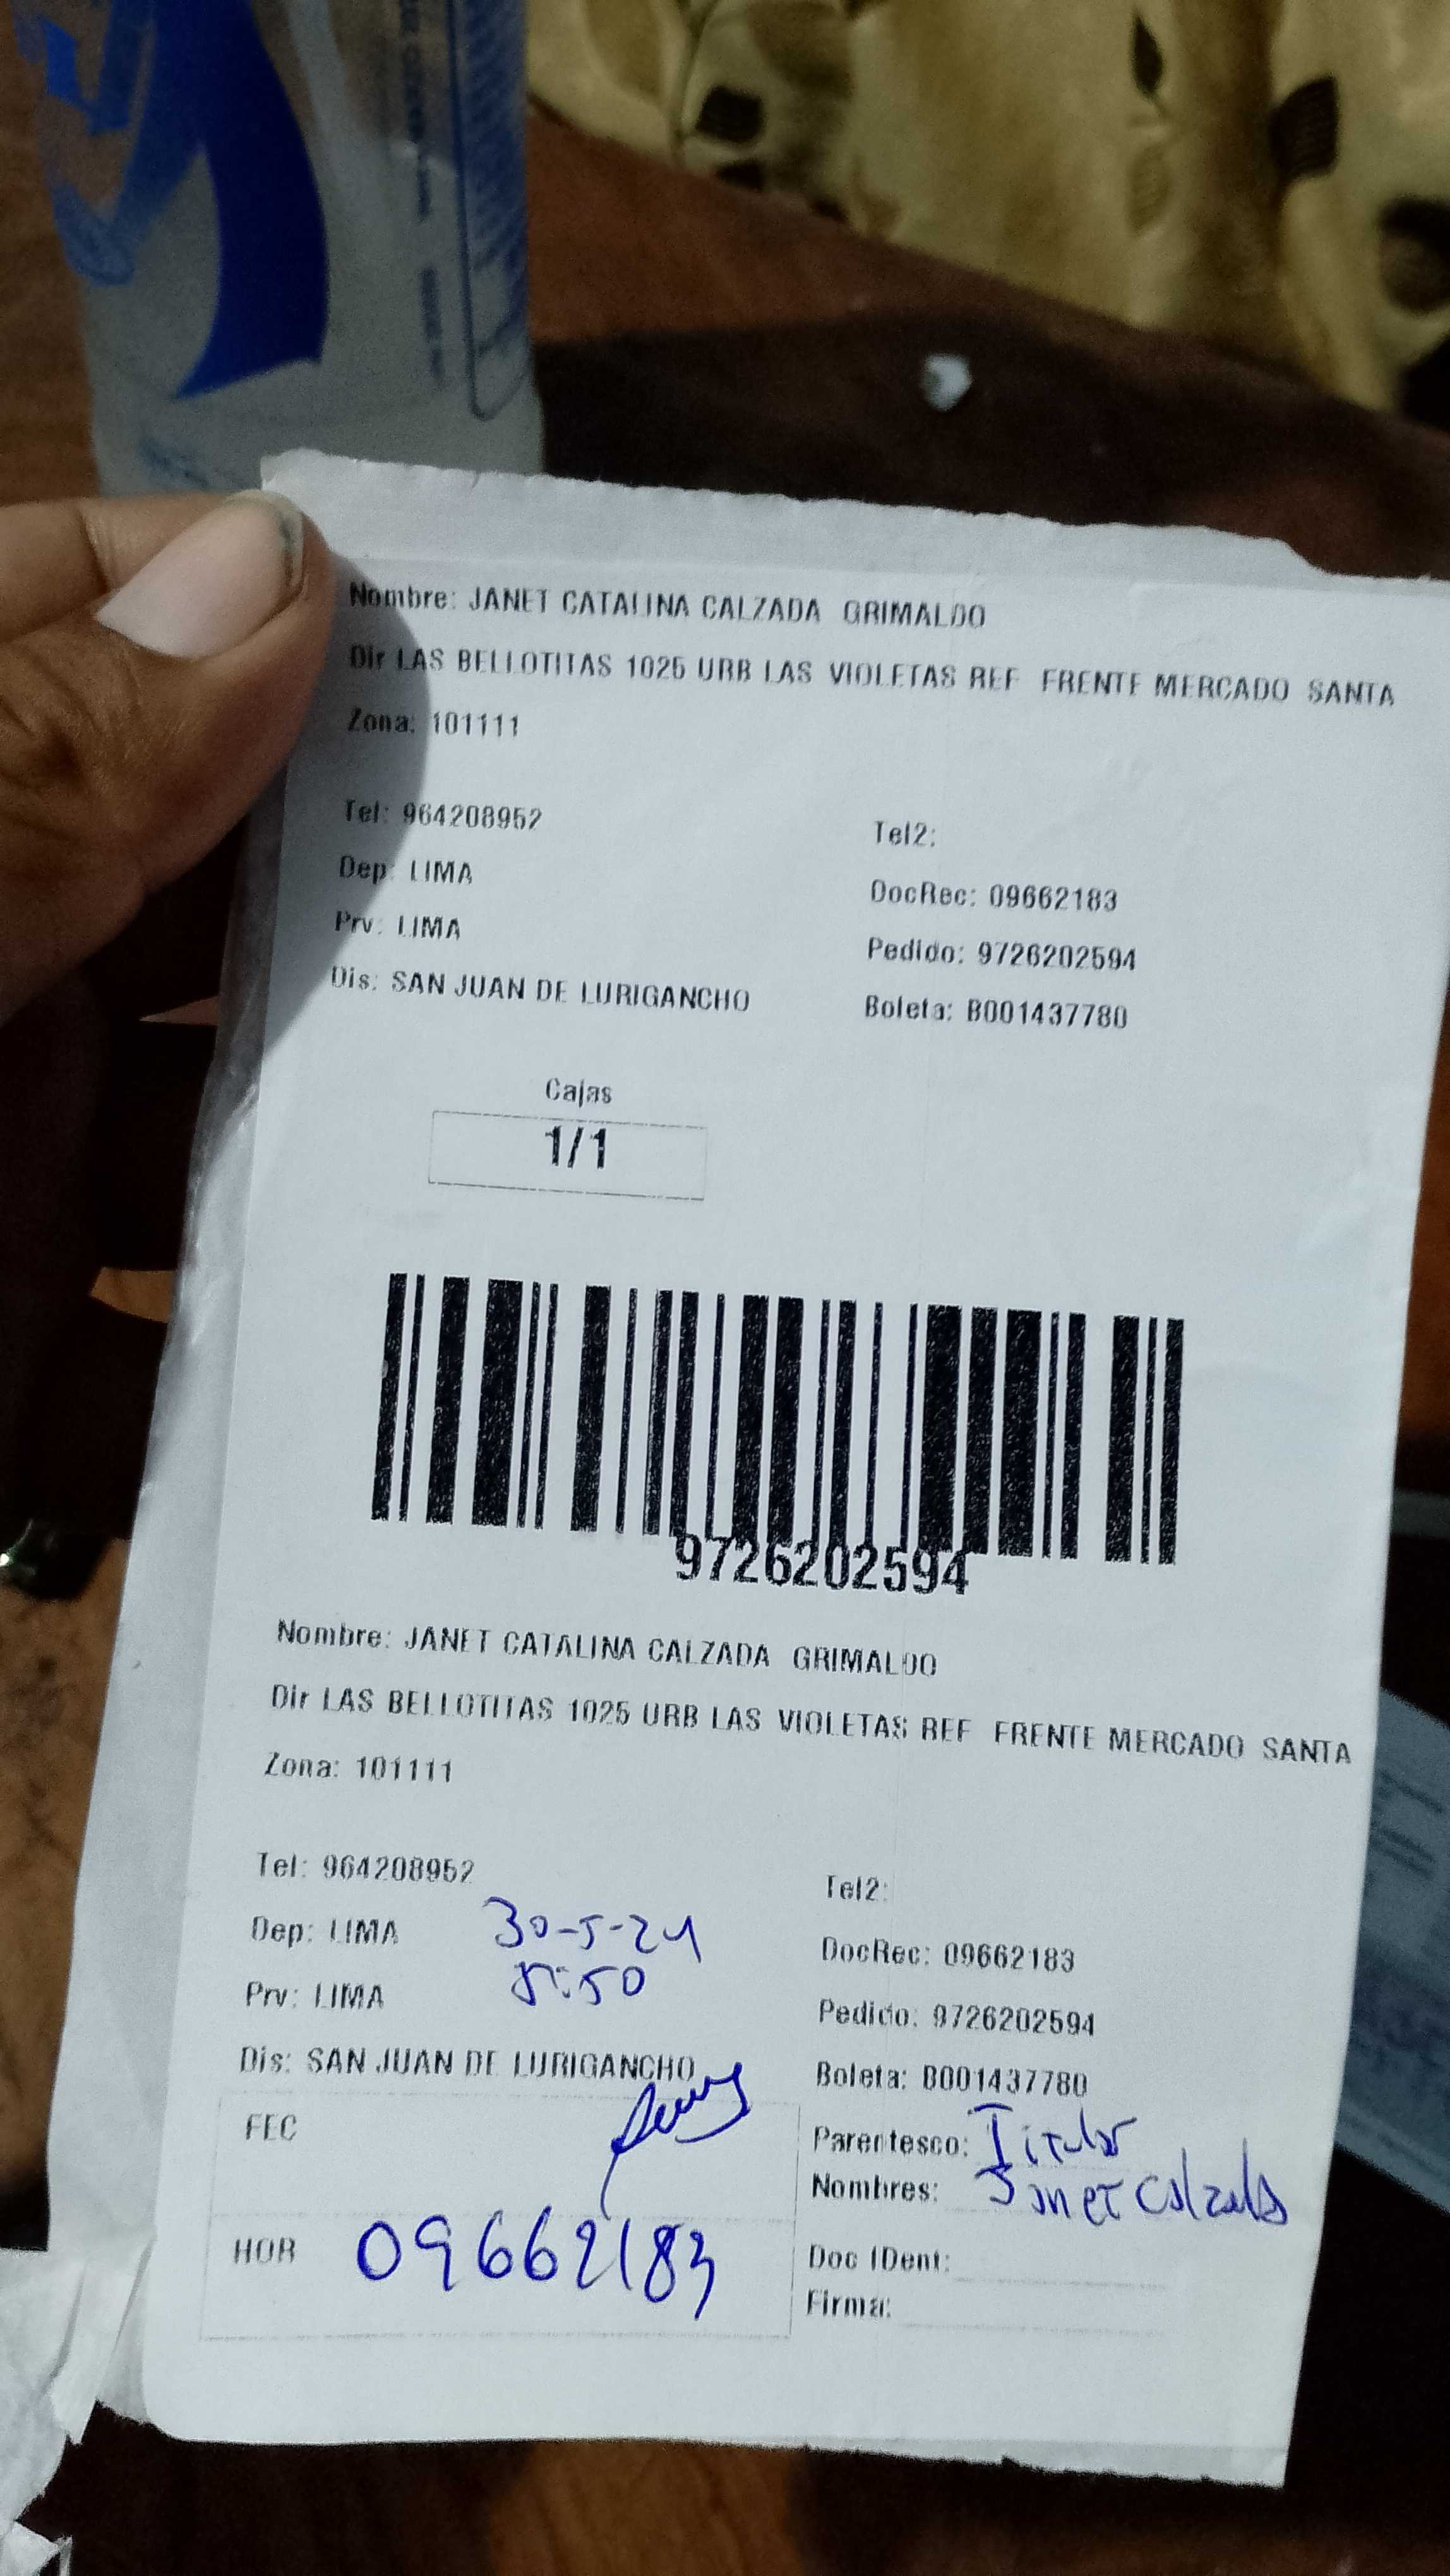 Nombre: JANET CATALINA CALZADA GRIMALDO
Dir LAS BELLOTITAS 1025 URB LAS VIOLETAS REF FRENTE MERCADO SANTA
Zona: 101111
Tel: 964208952
Tel2:
Dep: LIMA
DocRec: 09662183
Prv: LIMA
Pedido: 9726202594
Dis: SAN JUAN DE LURIGANCHO
Boleta: B001437780
Cajas
1/1
9726202594
Nombre: JANET CATALINA CALZADA GRIMALDO
Dir LAS BELLOTITAS 1025 URB LAS VIOLETAS REF FRENTE MERCADO SANTA
Zona: 101111
Tel: 964208952
Tel2:
Dep: LIMA 30-5-24
DocRec: 09662183
Prv: LIMA
Pedido: 9726202594
Dis: SAN JUAN DE LURIGANCHO
Boleta: B001437780
FEC
Parentesco: Titular
Nombres: Janet Calzada
HOR 09662183
Doc IDent:
Firma: